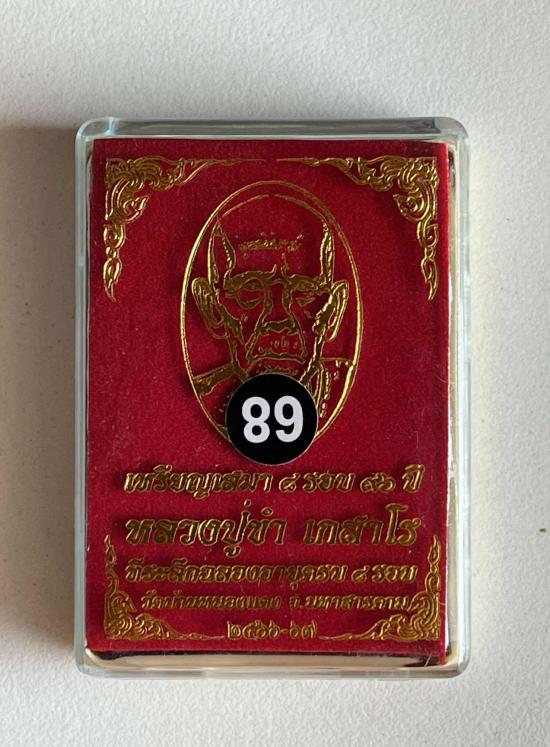 89
เหรียญเสมา ๘ รอบ ๙๖ ปี
หลวงปู่ขำ เกสาโร
ที่ระลึกฉลองอายุครบ ๘ รอบ
วัดบ้านหนองแดง จ.มหาสารคาม
๒๕๖๖-๖๗